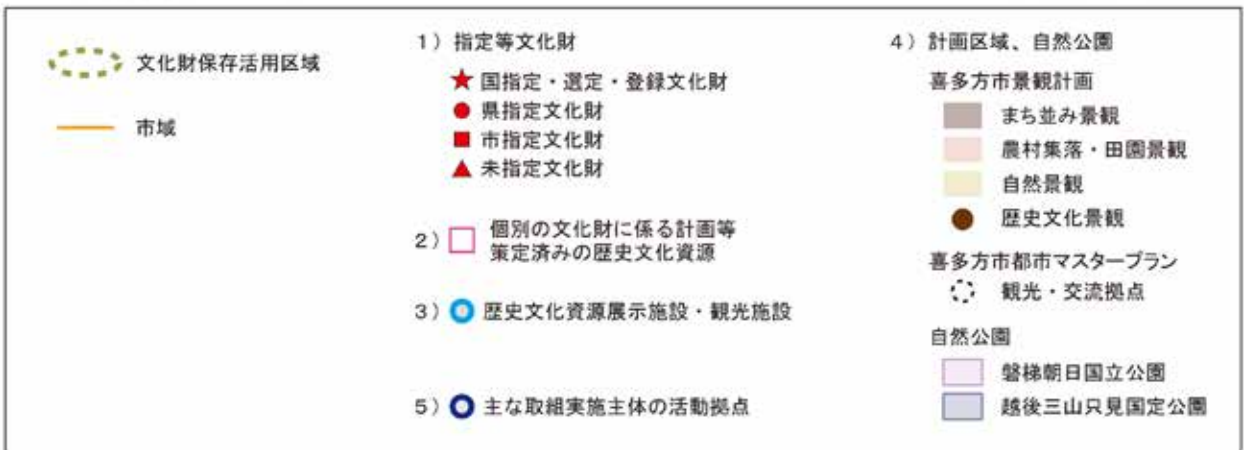 文化財保存活用区域
市域
1）指定等文化財
国指定・選定・登録文化財
県指定文化財
市指定文化財
未指定文化財
2）個別の文化財に係る計画等
策定済みの歴史文化資源
3）歴史文化資源展示施設・観光施設
5）主な取組実施主体の活動拠点
4）計画区域、自然公園
喜多方市景観計画
まち並み景観
農村集落・田園景観
自然景観
歴史文化景観
喜多方市都市マスタープラン
観光・交流拠点
自然公園
磐梯朝日国立公園
越後三山只見国定公園